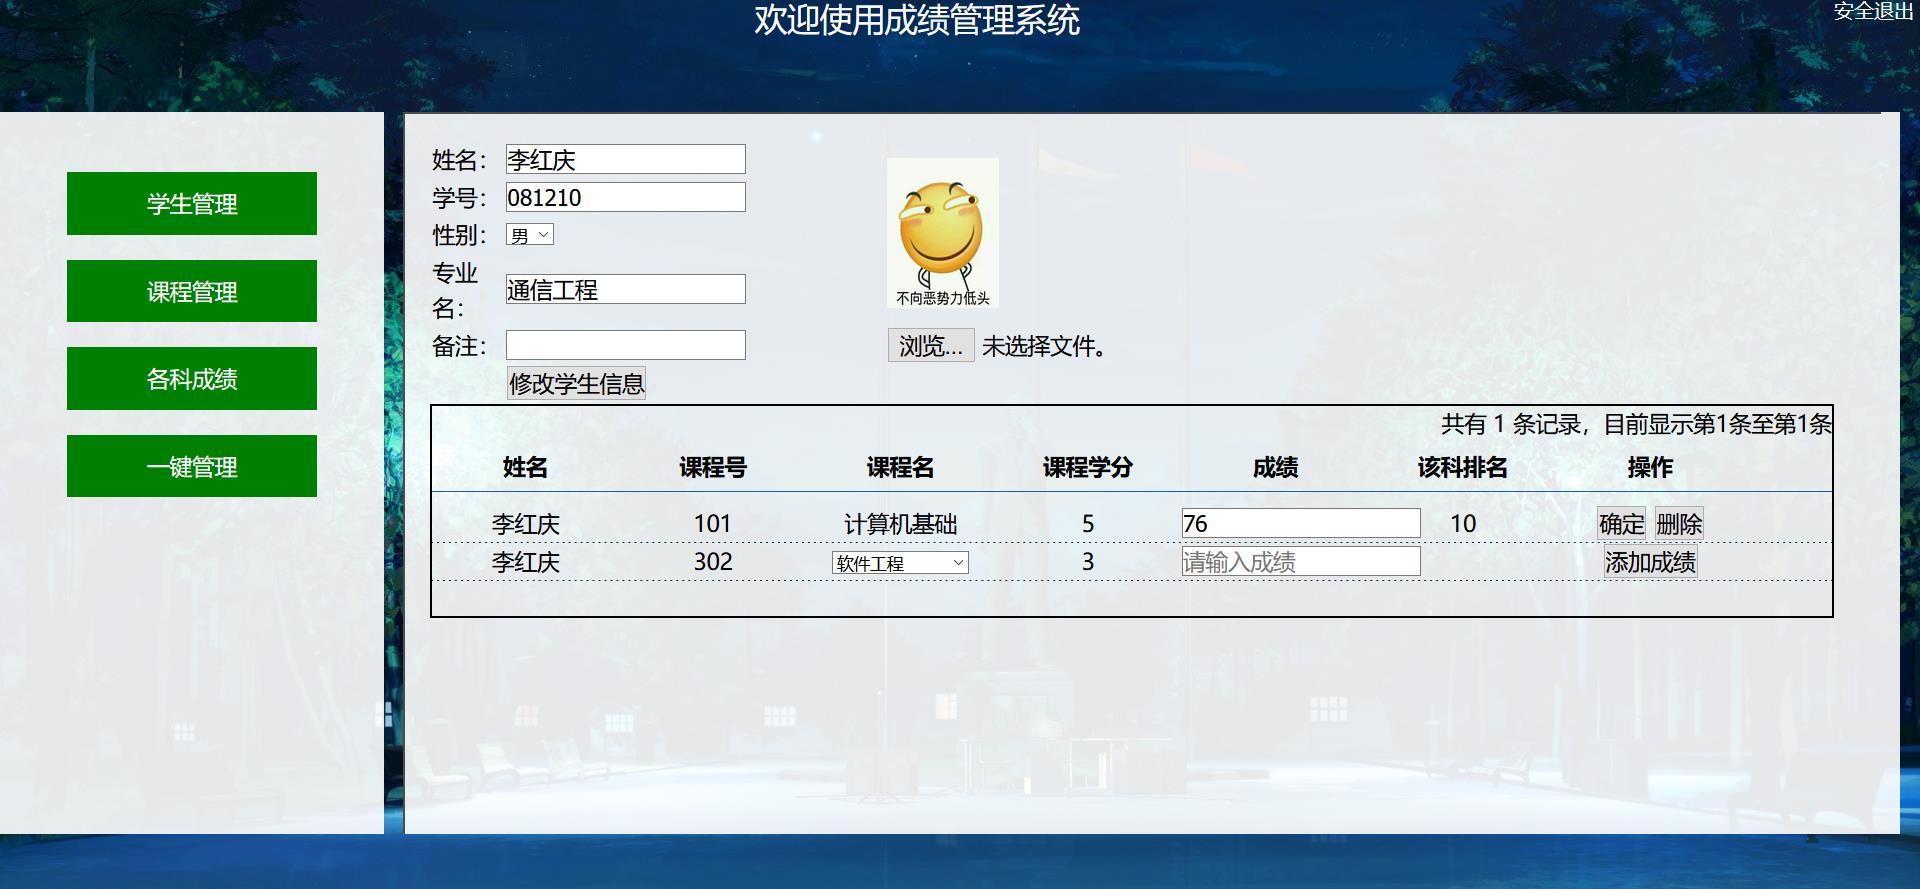 欢迎使用成绩管理系统
安全退出
学生管理
课程管理
各科成绩
一键管理
姓名： 李红庆
学号： 081210
性别： 男
专业名： 通信工程
备注：
不向恶势力低头
浏览... 未选择文件。
修改学生信息
共有 1 条记录，目前显示第1条至第1条
姓名 课程号 课程名 课程学分 成绩 该科排名 操作
李红庆 101 计算机基础 5 76 10 确定 删除
李红庆 302 软件工程 3 请输入成绩 添加成绩